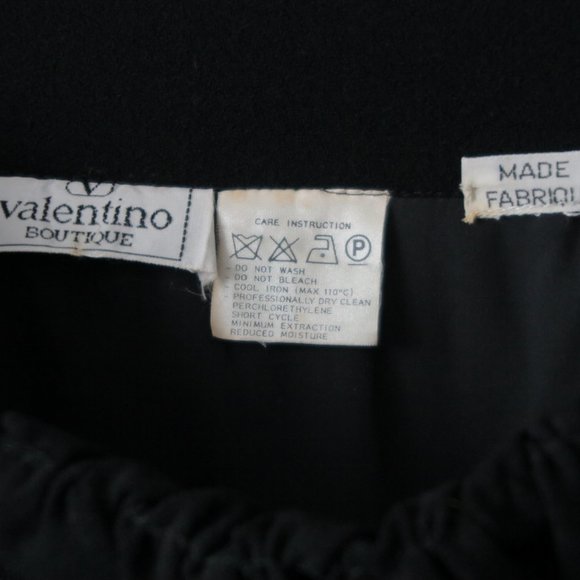 Valentino
BOUTIQUE
CARE INSTRUCTION
P
- DO NOT WASH
- DO NOT BLEACH
- COOL IRON (MAX 110°C)
- PROFESSIONALLY DRY CLEAN
PERCHLORETHYLENE
SHORT CYCLE
MINIMUM EXTRACTION
REDUCED MOISTURE
MADE
FABRIQU